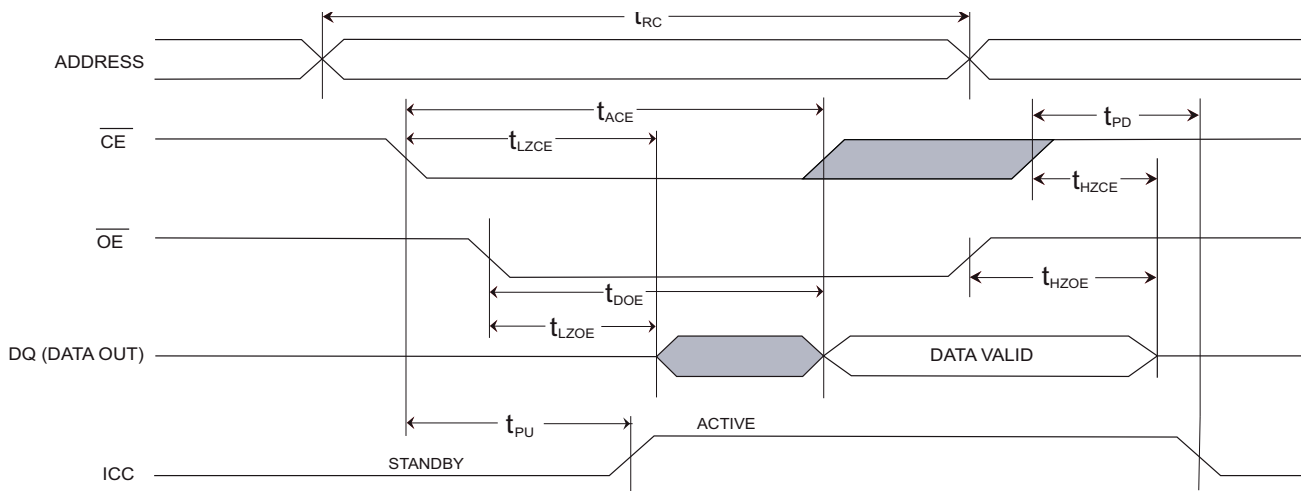 tRC
ADDRESS
tACE
tPD
CE
tLZCE
tHZCE
OE
tHZOE
tDOE
tLZOE
DQ (DATA OUT)
DATA VALID
tPU
ACTIVE
STANDBY
ICC